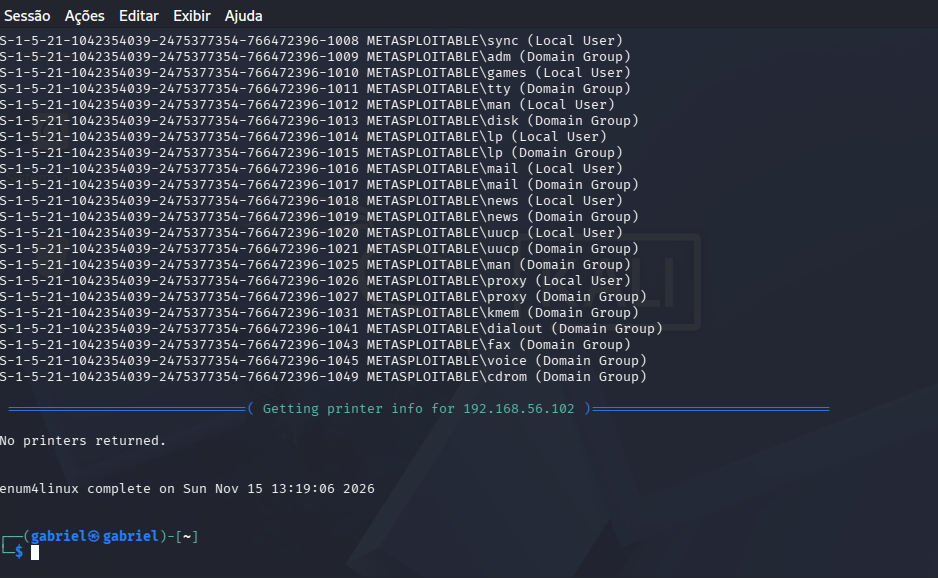 Sessão Ações Editar Exibir Ajuda
S-1-5-21-1042354039-2475377354-766472396-1008 METASPLOITABLE\sync (Local User)
S-1-5-21-1042354039-2475377354-766472396-1009 METASPLOITABLE\adm (Domain Group)
S-1-5-21-1042354039-2475377354-766472396-1010 METASPLOITABLE\games (Local User)
S-1-5-21-1042354039-2475377354-766472396-1011 METASPLOITABLE\tty (Domain Group)
S-1-5-21-1042354039-2475377354-766472396-1012 METASPLOITABLE\man (Local User)
S-1-5-21-1042354039-2475377354-766472396-1013 METASPLOITABLE\disk (Domain Group)
S-1-5-21-1042354039-2475377354-766472396-1014 METASPLOITABLE\lp (Local User)
S-1-5-21-1042354039-2475377354-766472396-1015 METASPLOITABLE\lp (Domain Group)
S-1-5-21-1042354039-2475377354-766472396-1016 METASPLOITABLE\mail (Local User)
S-1-5-21-1042354039-2475377354-766472396-1017 METASPLOITABLE\mail (Domain Group)
S-1-5-21-1042354039-2475377354-766472396-1018 METASPLOITABLE\news (Local User)
S-1-5-21-1042354039-2475377354-766472396-1019 METASPLOITABLE\news (Domain Group)
S-1-5-21-1042354039-2475377354-766472396-1020 METASPLOITABLE\uucp (Local User)
S-1-5-21-1042354039-2475377354-766472396-1021 METASPLOITABLE\uucp (Domain Group)
S-1-5-21-1042354039-2475377354-766472396-1025 METASPLOITABLE\man (Domain Group)
S-1-5-21-1042354039-2475377354-766472396-1026 METASPLOITABLE\proxy (Local User)
S-1-5-21-1042354039-2475377354-766472396-1027 METASPLOITABLE\proxy (Domain Group)
S-1-5-21-1042354039-2475377354-766472396-1031 METASPLOITABLE\kmem (Domain Group)
S-1-5-21-1042354039-2475377354-766472396-1041 METASPLOITABLE\dialout (Domain Group)
S-1-5-21-1042354039-2475377354-766472396-1043 METASPLOITABLE\fax (Domain Group)
S-1-5-21-1042354039-2475377354-766472396-1045 METASPLOITABLE\voice (Domain Group)
S-1-5-21-1042354039-2475377354-766472396-1049 METASPLOITABLE\cdrom (Domain Group)
==============================( Getting printer info for 192.168.56.102 )==============================
No printers returned.
enum4linux complete on Sun Nov 15 13:19:06 2026
┌──(gabriel㉿gabriel)-[~]
└─$